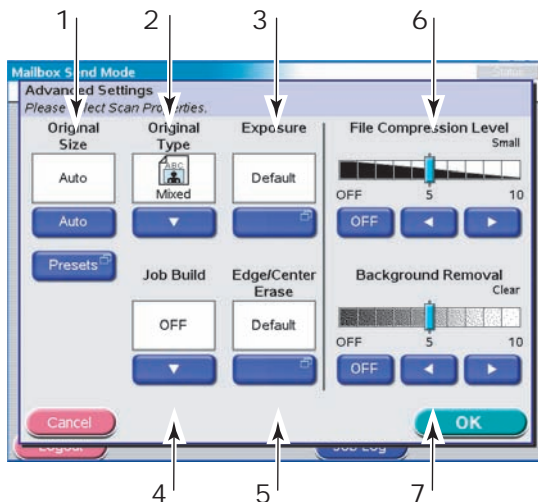 1 2 3 6
Mailbox Send Mode
Status
Advanced Settings
Please Select Scan Properties.
Original Size
Original Type
Exposure
File Compression Level
Small
Auto
ABC
Mixed
Default
OFF 5 10
Auto
OFF
Presets
Job Build
Edge/Center Erase
Background Removal
Clear
OFF
Default
OFF 5 10
OFF
Cancel
OK
Logout
Job Log
4 5 7